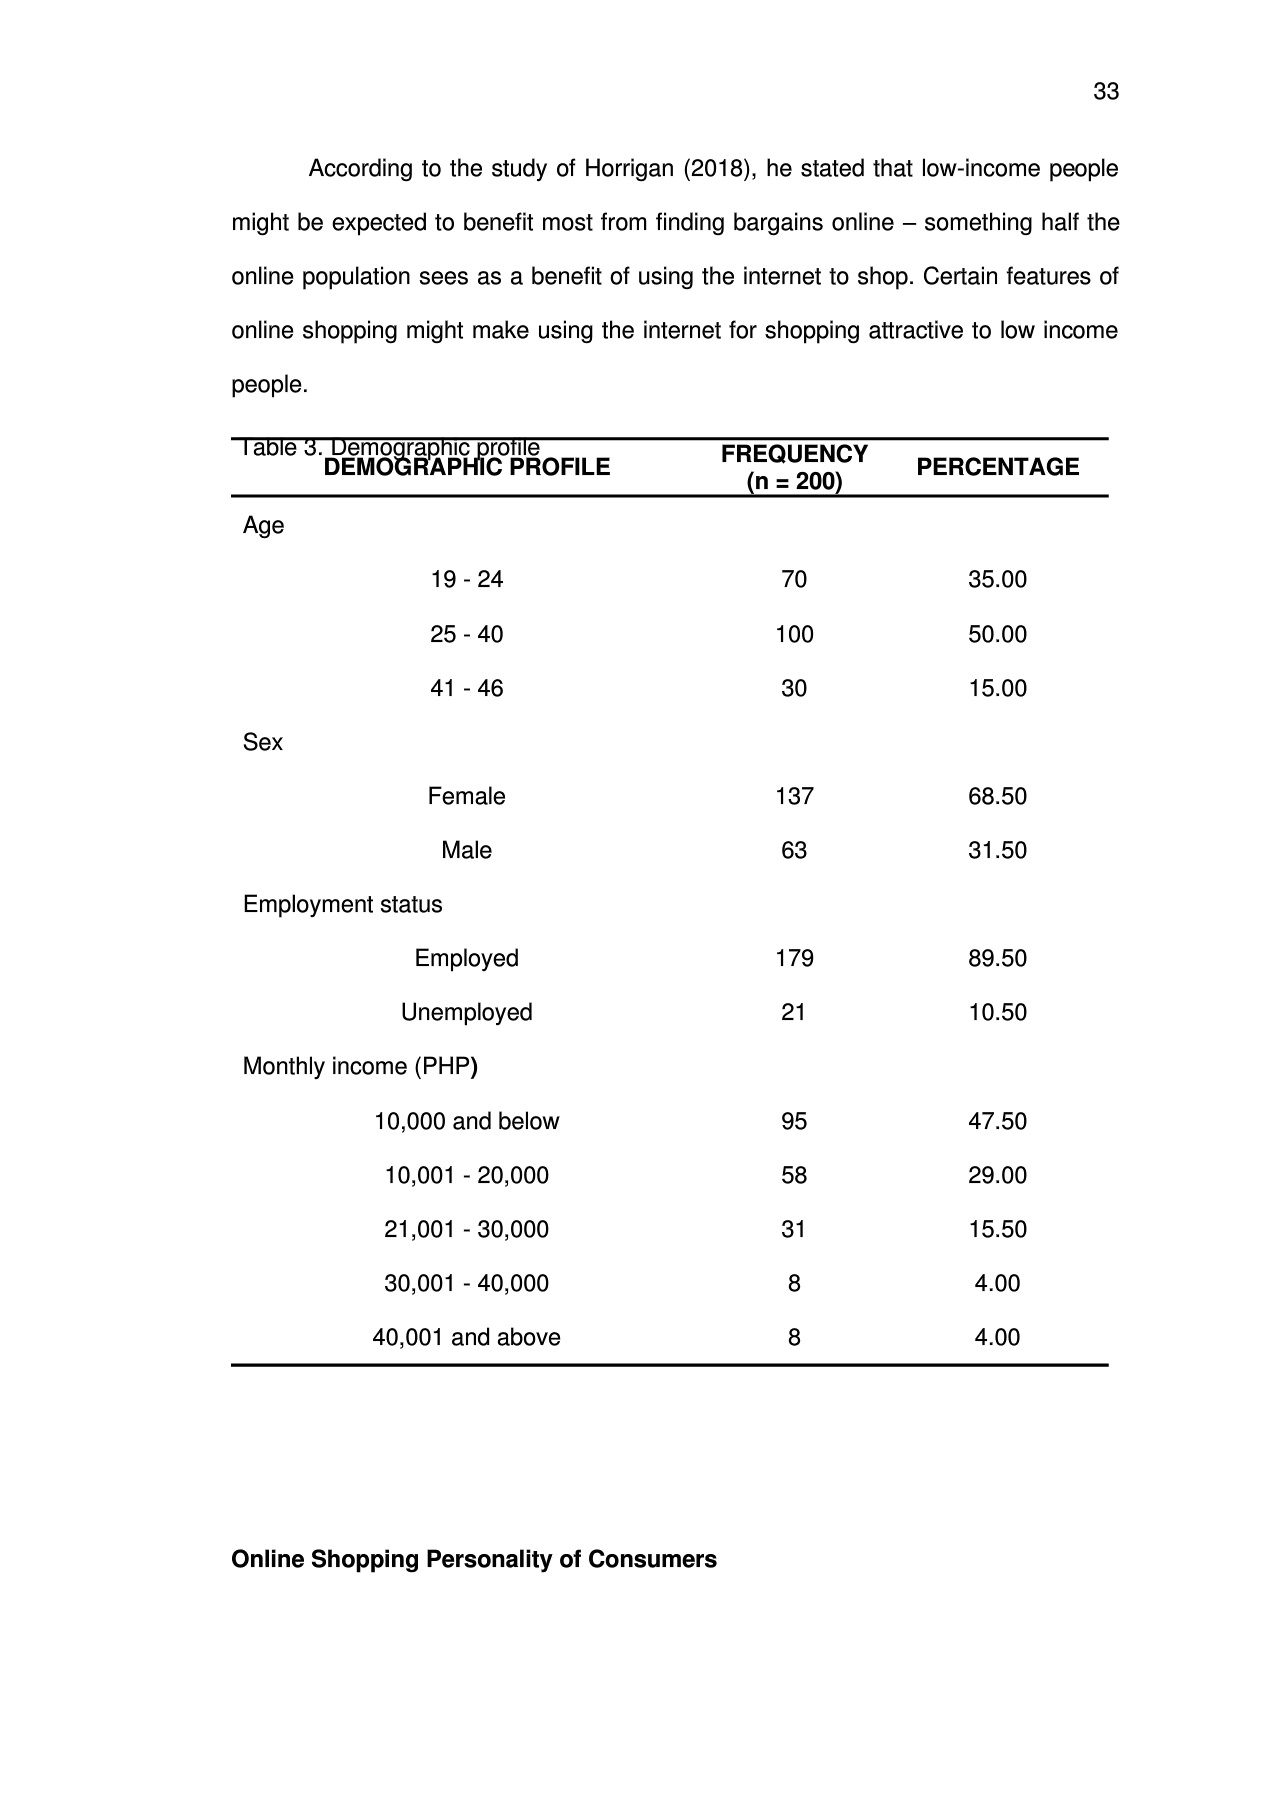 33
According to the study of Horrigan (2018), he stated that low-income people
might be expected to benefit most from finding bargains online – something half the
online population sees as a benefit of using the internet to shop. Certain features of
online shopping might make using the internet for shopping attractive to low income
people.
Table 3. Demographic profile
DEMOGRAPHIC PROFILE FREQUENCY (n = 200) PERCENTAGE
Age
19 - 24 70 35.00
25 - 40 100 50.00
41 - 46 30 15.00
Sex
Female 137 68.50
Male 63 31.50
Employment status
Employed 179 89.50
Unemployed 21 10.50
Monthly income (PHP)
10,000 and below 95 47.50
10,001 - 20,000 58 29.00
21,001 - 30,000 31 15.50
30,001 - 40,000 8 4.00
40,001 and above 8 4.00
Online Shopping Personality of Consumers